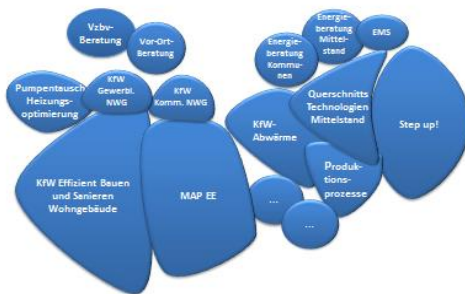 Vzbv-
Beratung
Vor-Ort-
Beratung
Energie-
beratung
Mittel-
stand
EMS
Energie-
beratung
Kommu-
nen
Pumpentausch
Heizungs-
optimierung
KfW
Gewerbl.
NWG
KfW
Komm. NWG
KfW-
Abwärme
Querschnitts
Technologien
Mittelstand
Step up!
KfW Effizient Bauen
und Sanieren
Wohngebäude
MAP EE
Produk-
tions-
prozesse
...
...